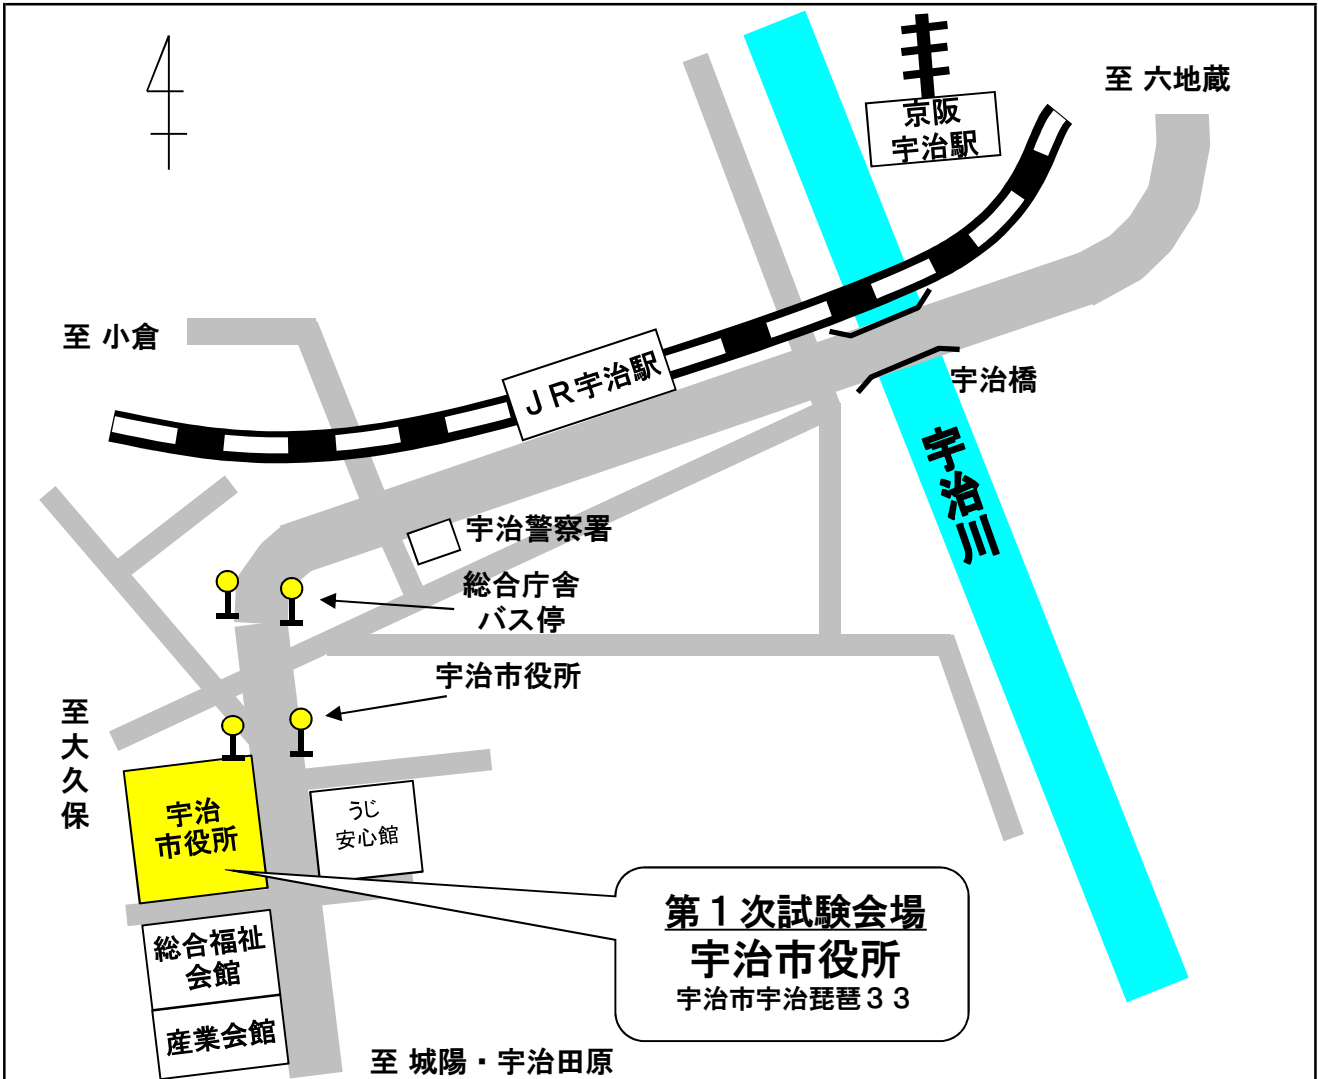 至 六地蔵
京阪
宇治駅
至 小倉
ＪＲ宇治駅
宇治橋
宇治川
宇治警察署
総合庁舎
バス停
宇治市役所
至大久保
宇治
市役所
うじ
安心館
第１次試験会場
宇治市役所
宇治市宇治琵琶３３
総合福祉
会館
産業会館
至 城陽・宇治田原